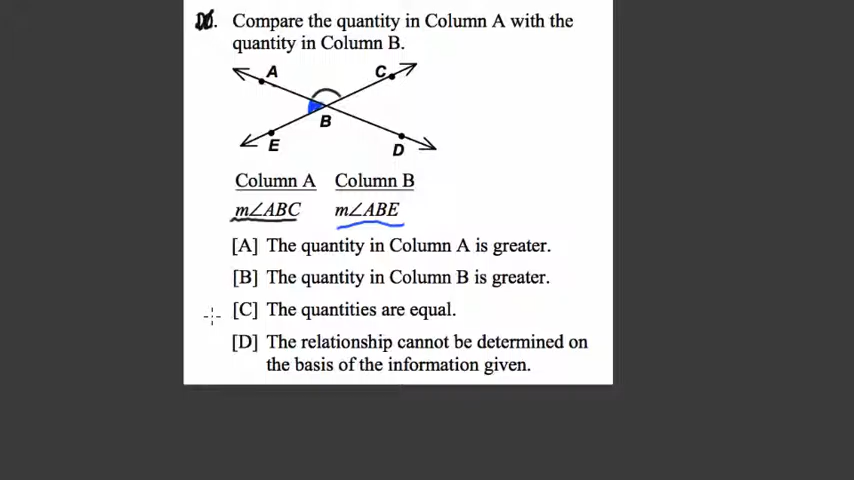 Compare the quantity in Column A with the
quantity in Column B.
A C
B
E D
Column A Column B
m∠ABC m∠ABE
[A] The quantity in Column A is greater.
[B] The quantity in Column B is greater.
[C] The quantities are equal.
[D] The relationship cannot be determined on
the basis of the information given.